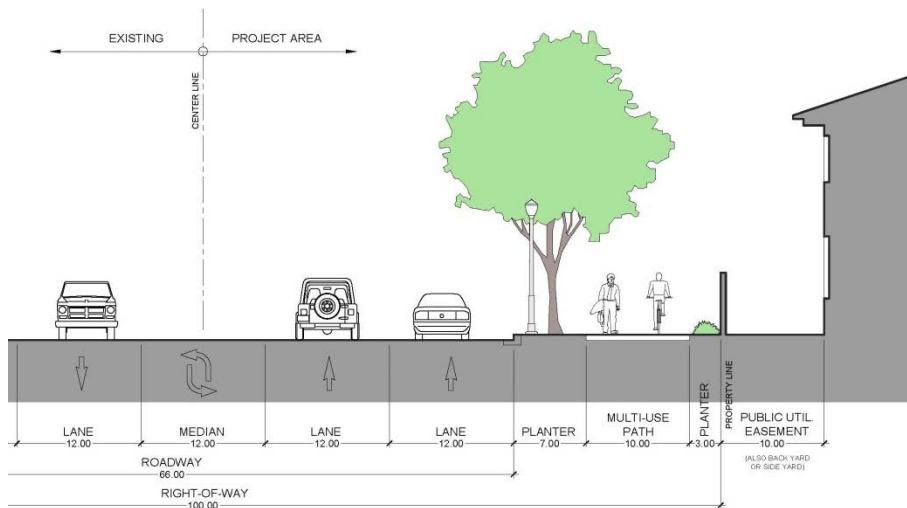 EXISTING
PROJECT AREA
CENTER LINE
LANE
12.00
MEDIAN
12.00
LANE
12.00
LANE
12.00
PLANTER
7.00
MULTI-USE
PATH
10.00
PLANTER
3.00
PROPERTY LINE
PUBLIC UTIL.
EASEMENT
10.00
(ALSO BACK YARD
OR SIDE YARD)
ROADWAY
66.00
RIGHT-OF-WAY
100.00